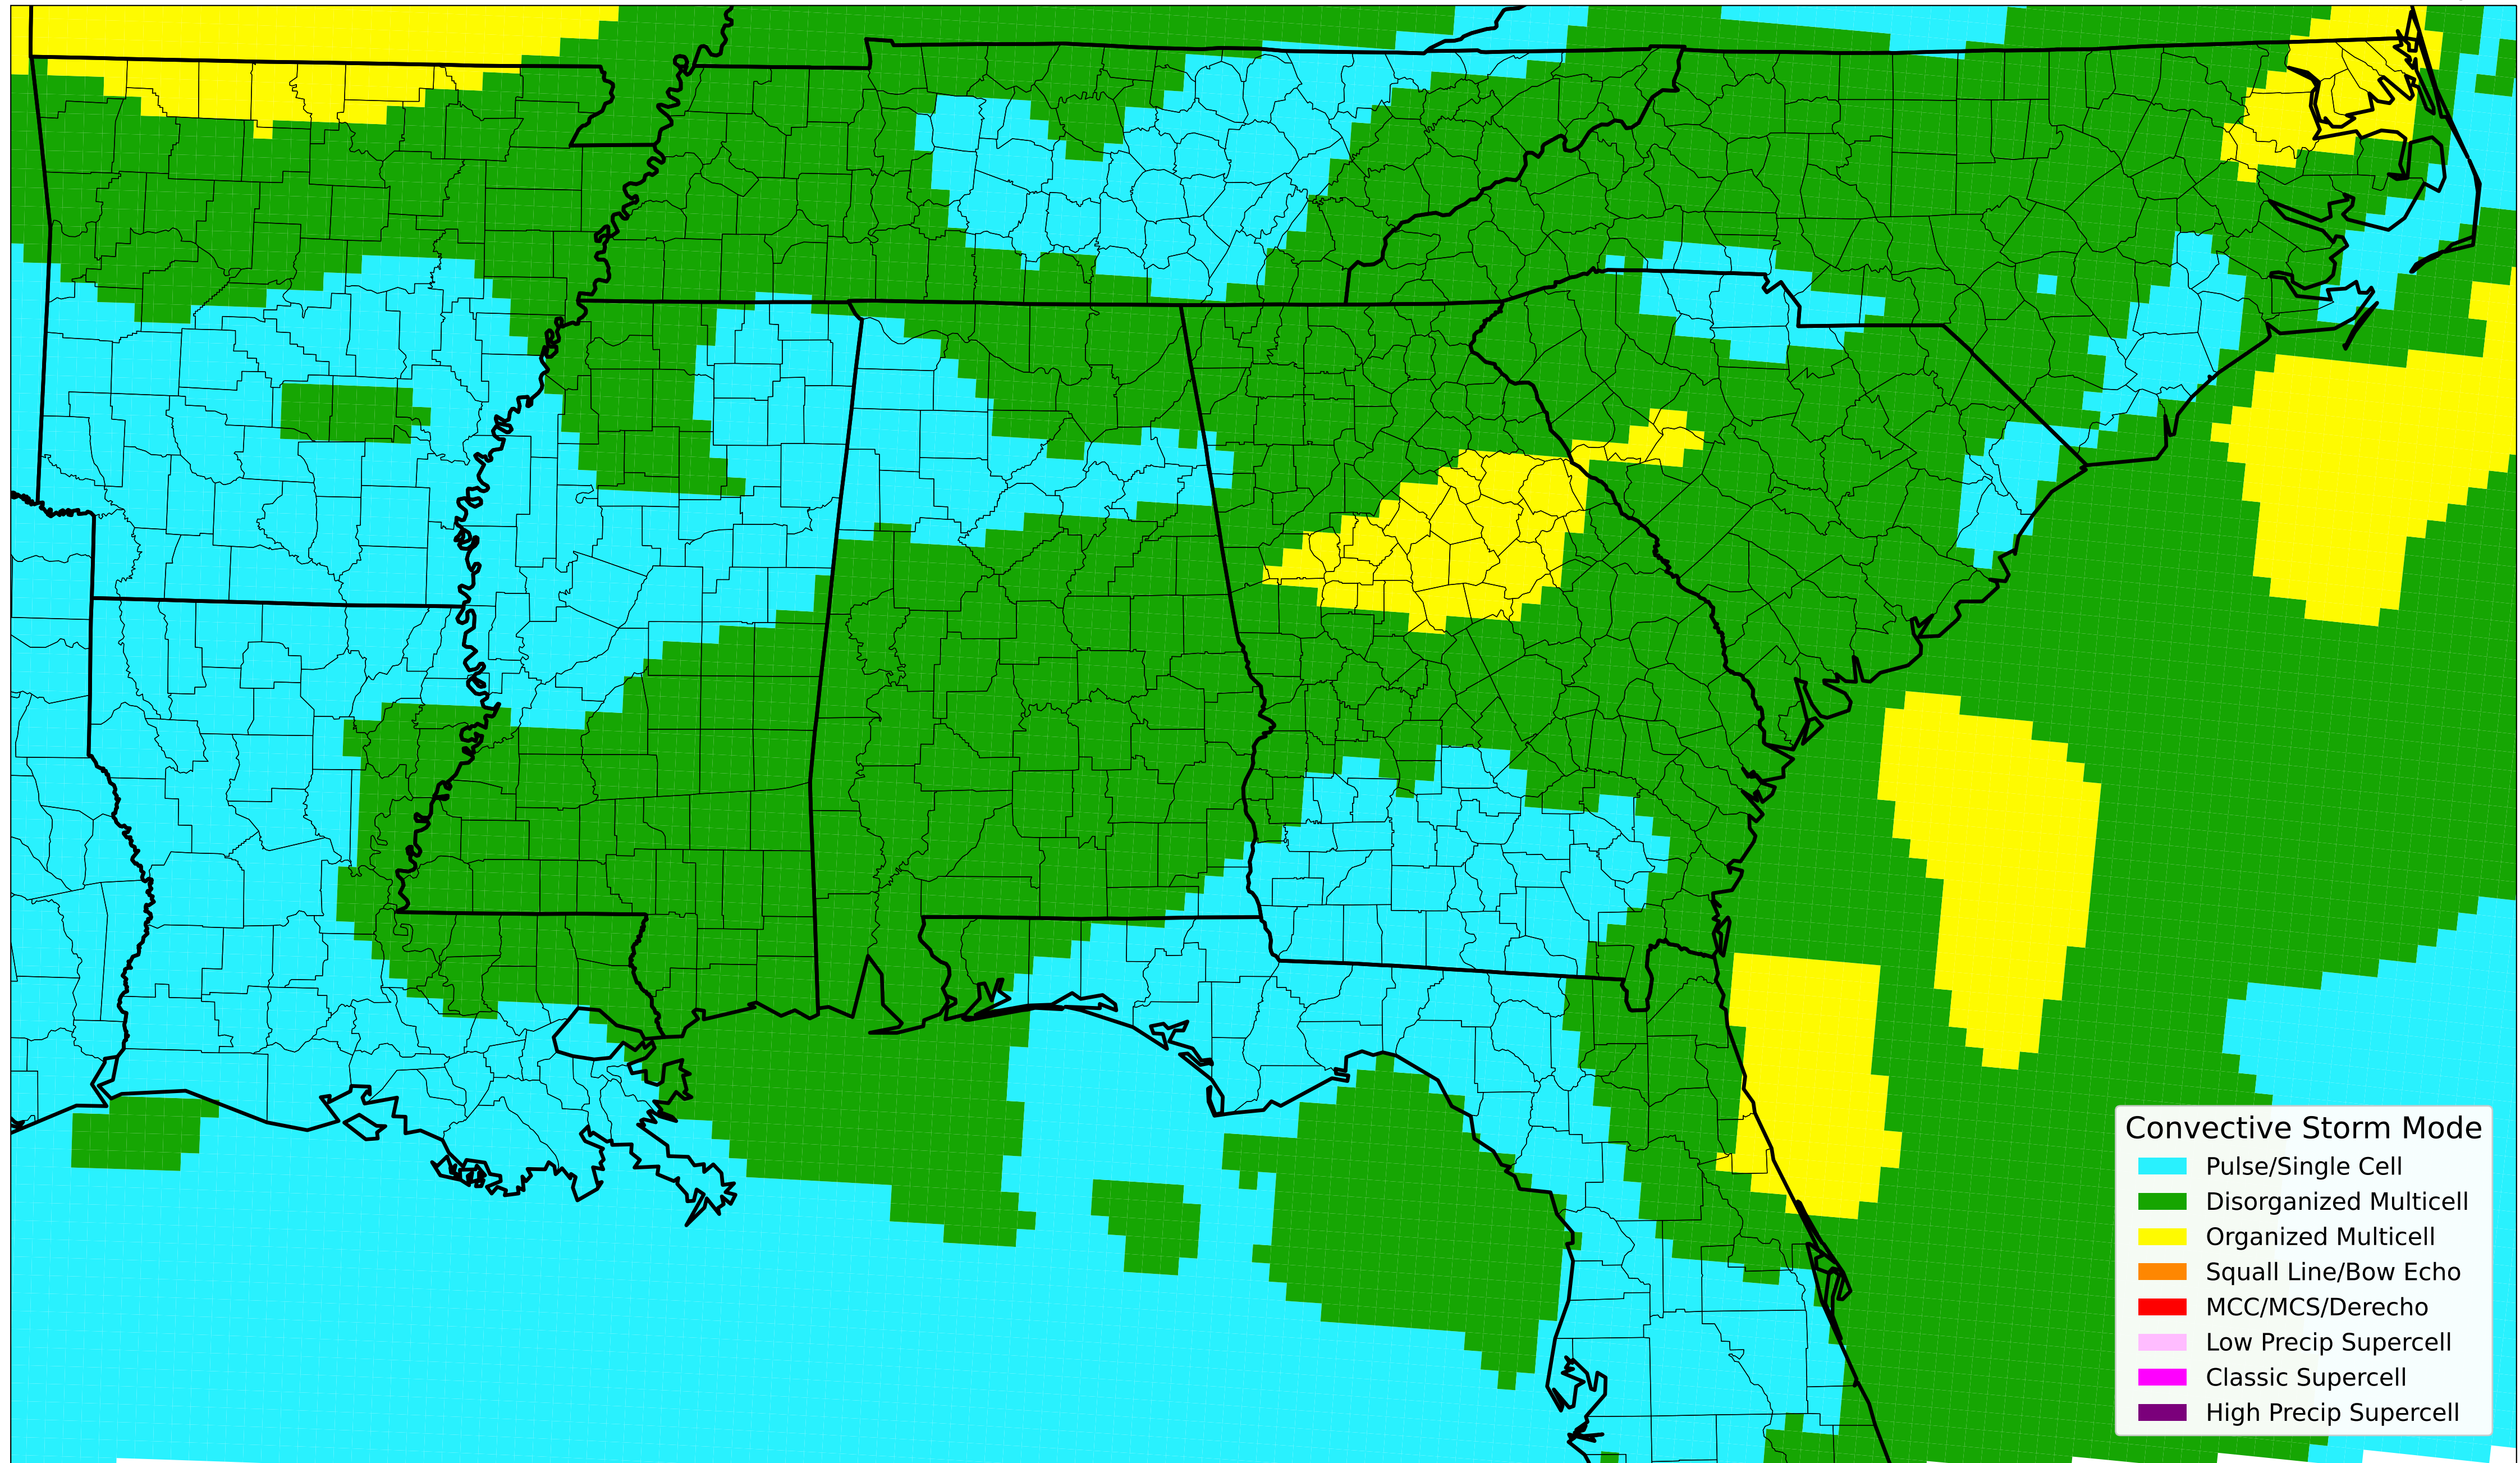 Convective Storm Mode
Pulse/Single Cell
Disorganized Multicell
Organized Multicell
Squall Line/Bow Echo
MCC/MCS/Derecho
Low Precip Supercell
Classic Supercell
High Precip Supercell